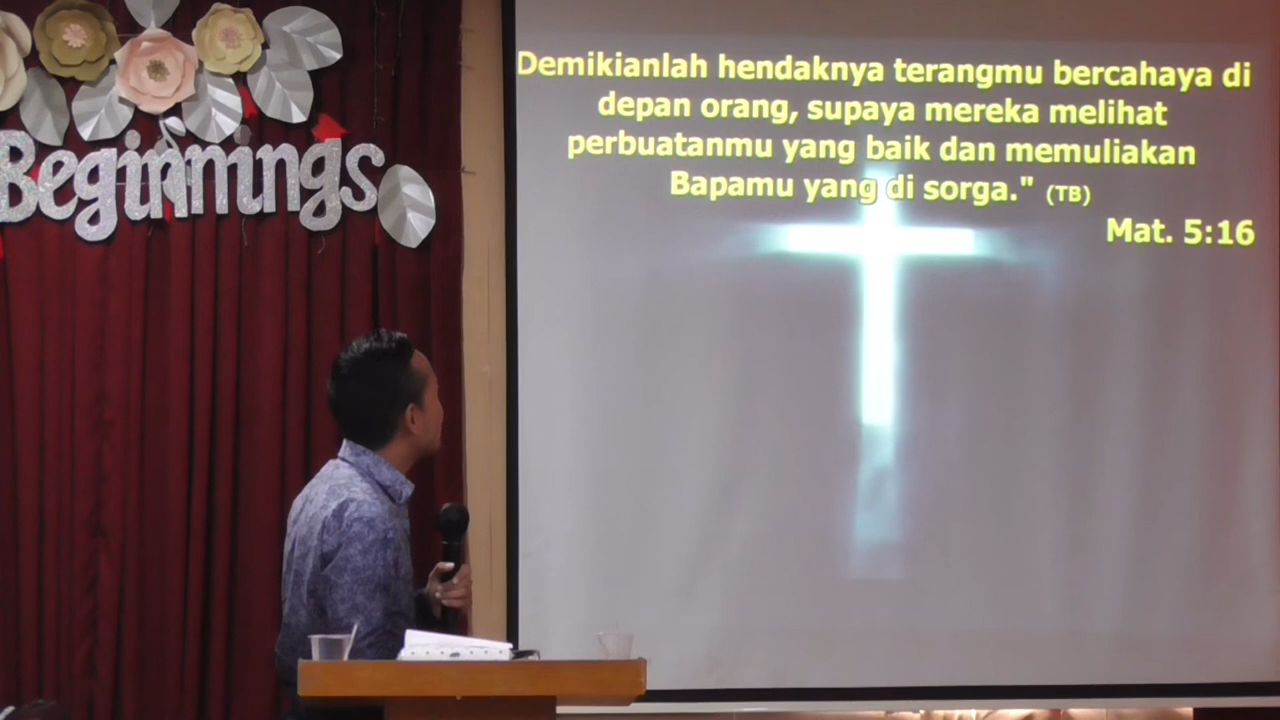 Beginnings
Demikianlah hendaknya terangmu bercahaya di
depan orang, supaya mereka melihat
perbuatanmu yang baik dan memuliakan
Bapamu yang di sorga." (TB)
Mat. 5:16